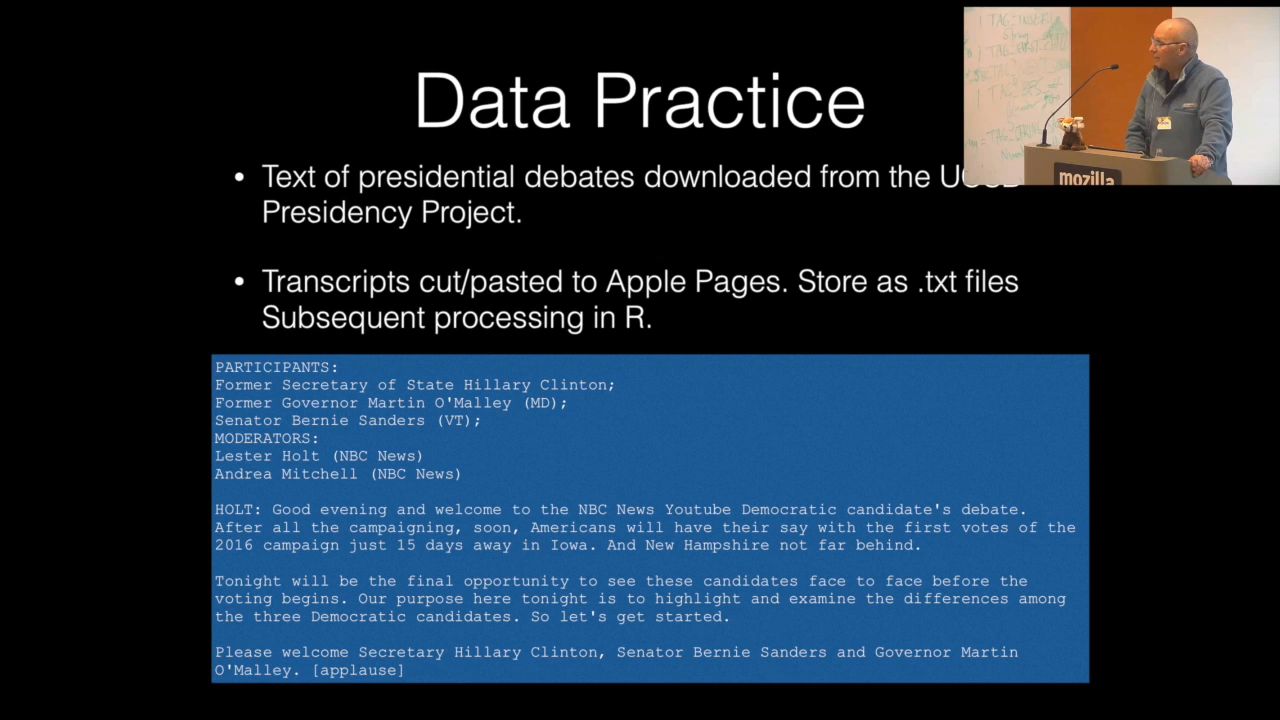 Data Practice
• Text of presidential debates downloaded from the
Presidency Project.
• Transcripts cut/pasted to Apple Pages. Store as .txt files
Subsequent processing in R.
PARTICIPANTS:
Former Secretary of State Hillary Clinton;
Former Governor Martin O'Malley (MD);
Senator Bernie Sanders (VT);
MODERATORS:
Lester Holt (NBC News)
Andrea Mitchell (NBC News)
HOLT: Good evening and welcome to the NBC News Youtube Democratic candidate's debate.
After all the campaigning, soon, Americans will have their say with the first votes of the
2016 campaign just 15 days away in Iowa. And New Hampshire not far behind.
Tonight will be the final opportunity to see these candidates face to face before the
voting begins. Our purpose here tonight is to highlight and examine the differences among
the three Democratic candidates. So let's get started.
Please welcome Secretary Hillary Clinton, Senator Bernie Sanders and Governor Martin
O'Malley. [applause]
mozilla